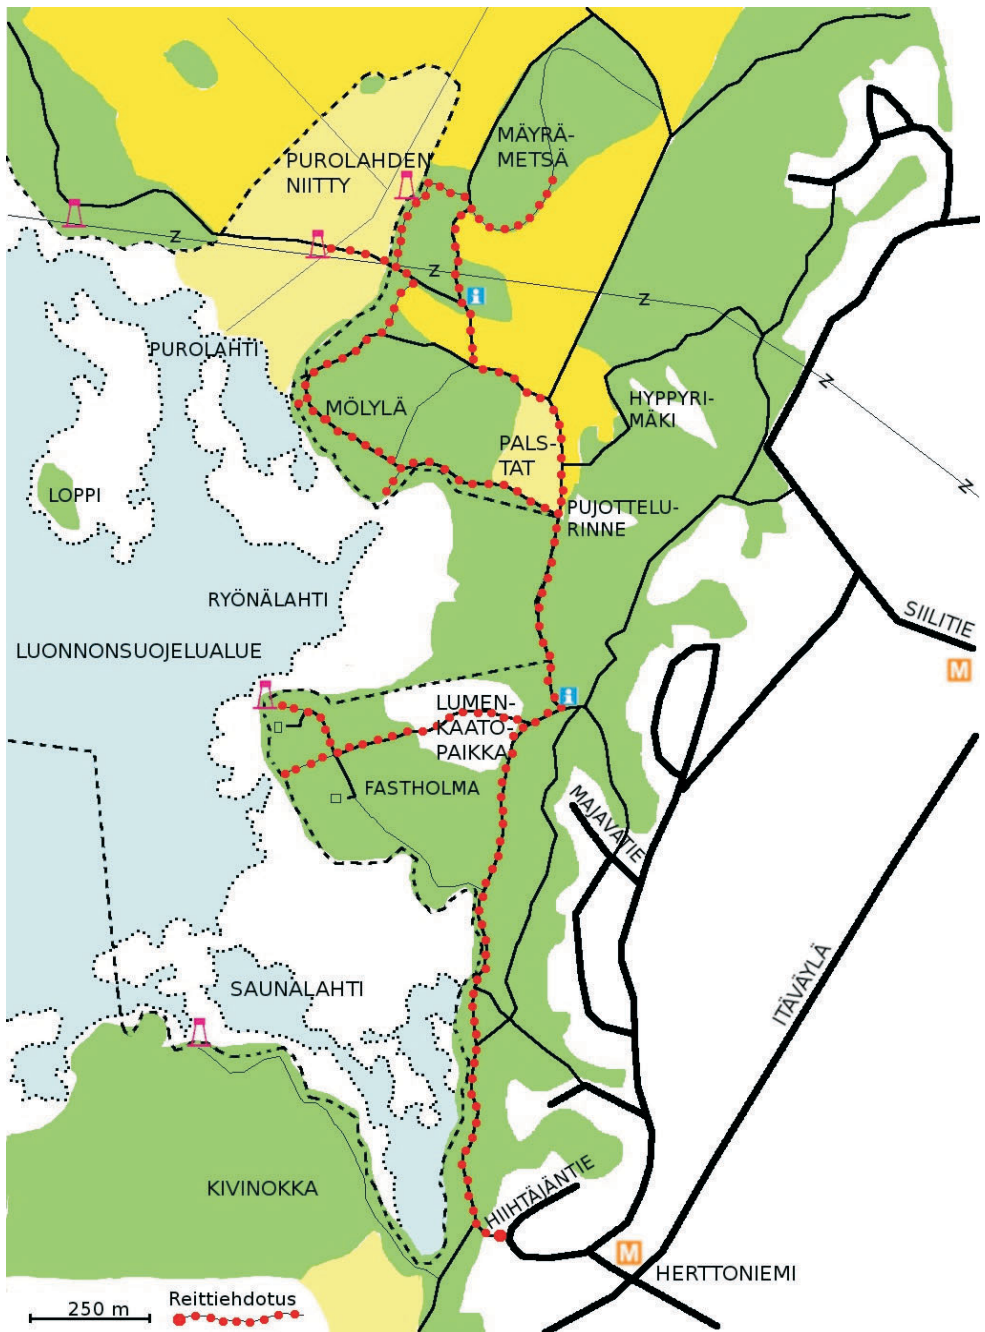 MÄYRÄ-
METSÄ
PUROLAHDEN
NIITTY
Z
Z
Z
i
PUROLAHTI
Z
HYPPYRI-
MÄKI
MÖLYLÄ
PALS-
TAT
Z
LOPPI
PUJOTTELU-
RINNE
RYÖNÄLAHTI
SIILITIE
LUONNONSUOJELUALUE
M
i
LUMEN-
KAATO-
PAIKKA
FASTHOLMA
MAJAVATIE
ITÄVÄYLÄ
SAUNALAHTI
KIVINOKKA
HIIHTÄJÄNTIE
M
HERTTONIEMI
250 m
Reittiehdotus